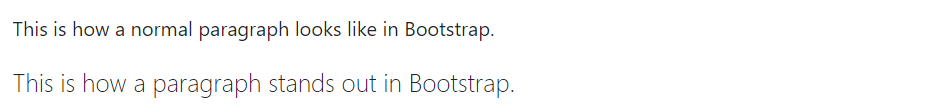 This is how a normal paragraph looks like in Bootstrap.
This is how a paragraph stands out in Bootstrap.